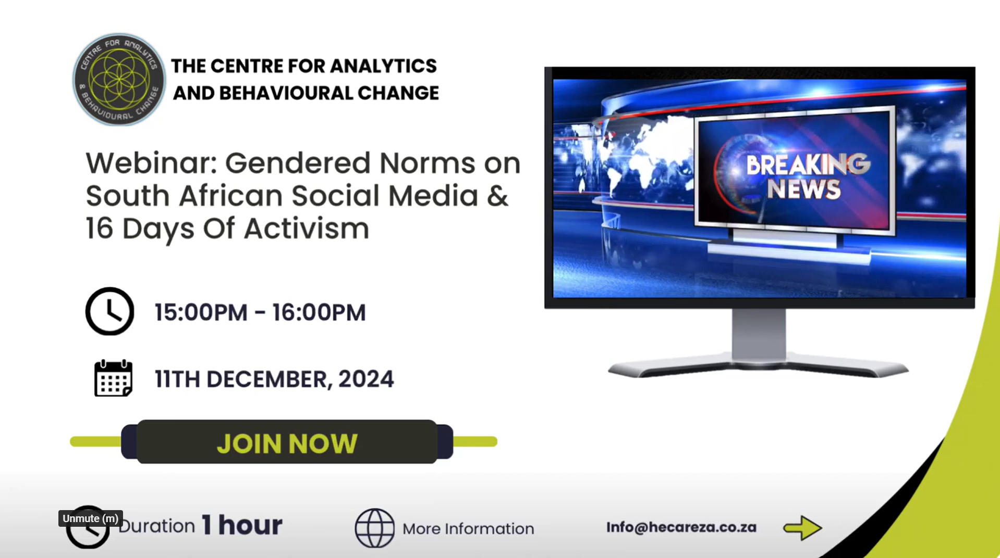 CENTRE FOR ANALYTICS
& BEHAVIOURAL CHANGE
THE CENTRE FOR ANALYTICS
AND BEHAVIOURAL CHANGE
Webinar: Gendered Norms on
South African Social Media &
16 Days Of Activism
BREAKING
NEWS
15:00PM - 16:00PM
11TH DECEMBER, 2024
JOIN NOW
Unmute (m)
Duration 1 hour
More Information
Info@hecareza.co.za